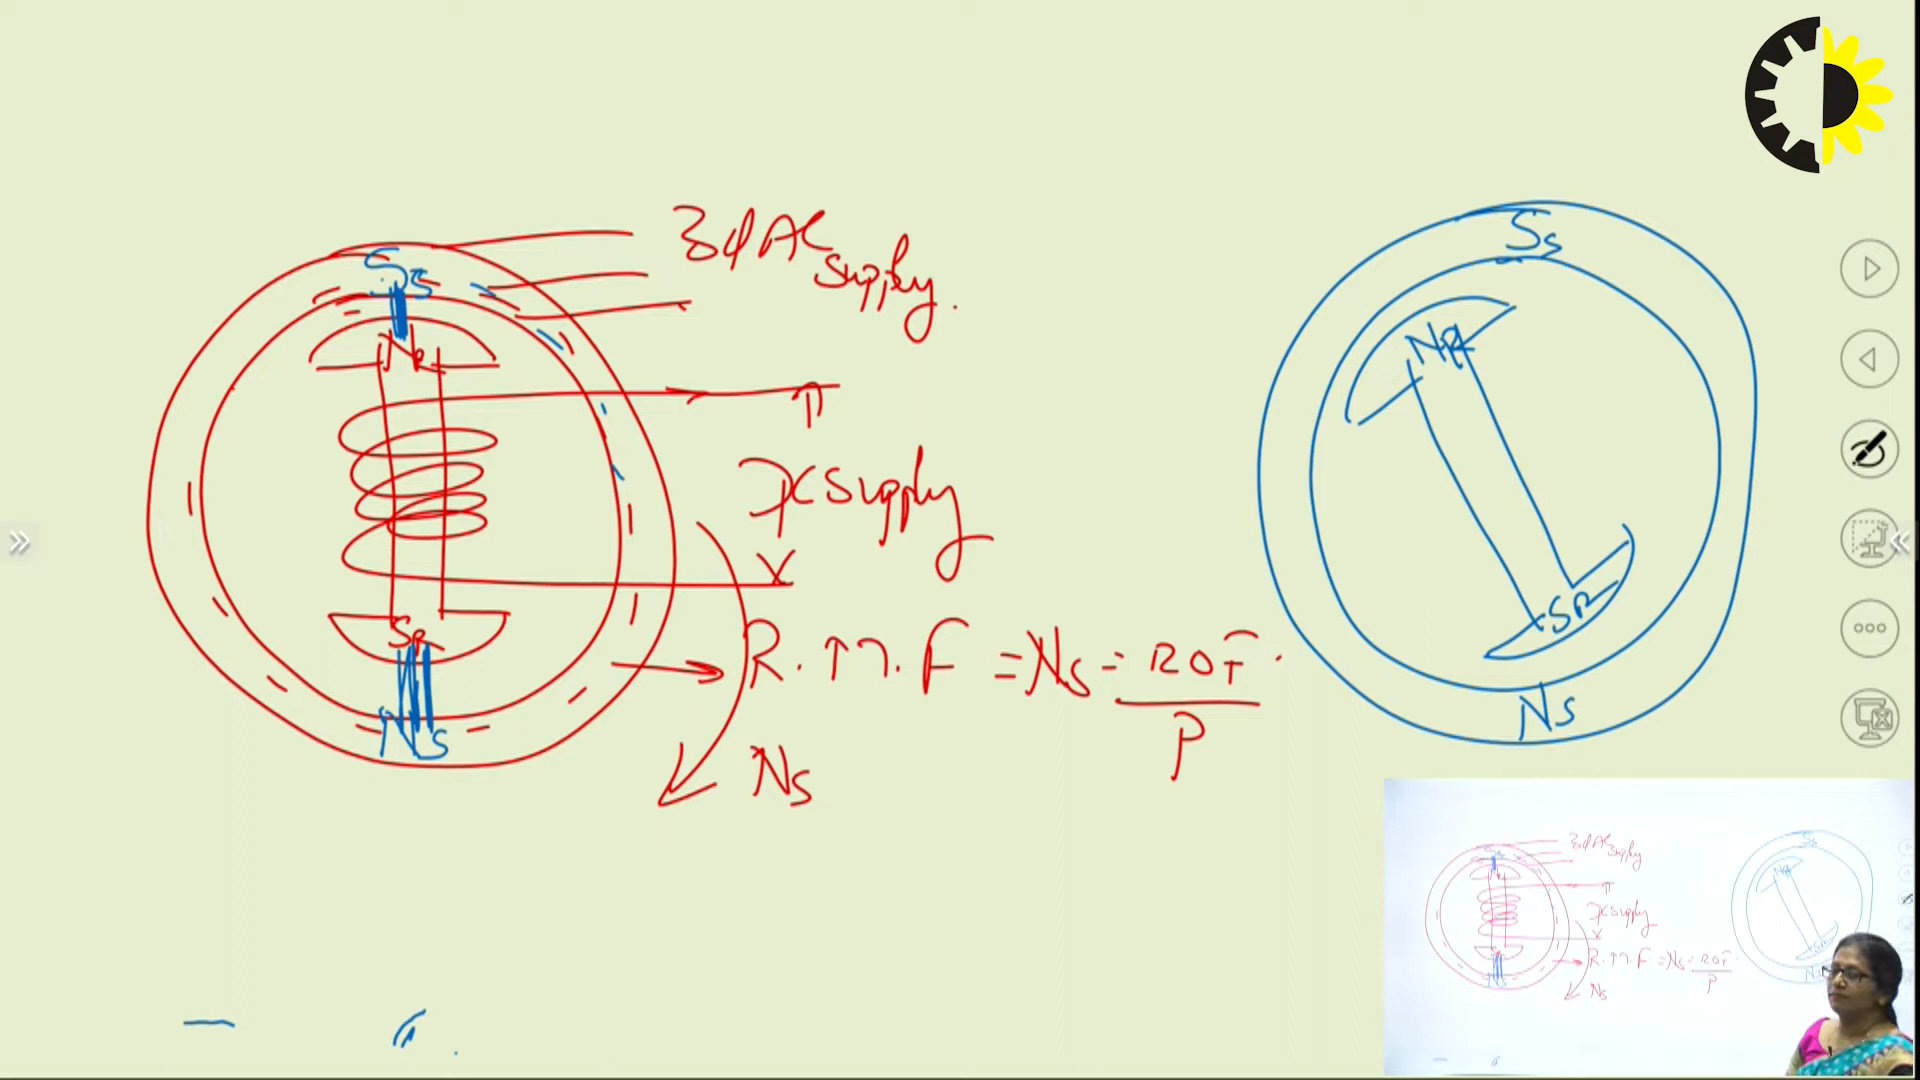 3ϕ AC
supply.
Ss
NR
DC supply
SR
Ns
R.M.F = Ns = 120F
P
Ns
Ss
NR
SR
Ns